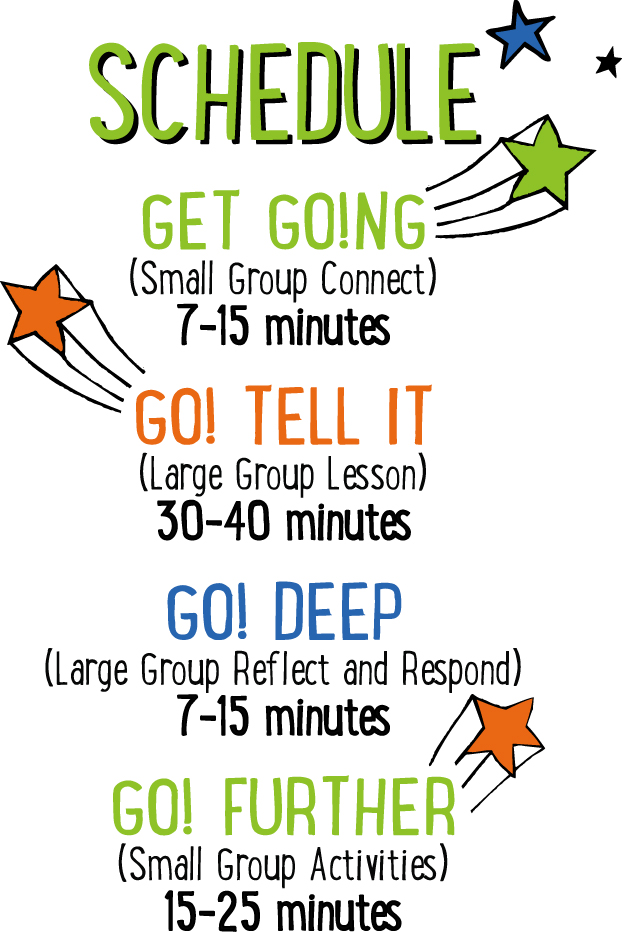 SCHEDULE
GET GO!NG
(Small Group Connect)
7-15 minutes
GO! TELL IT
(Large Group Lesson)
30-40 minutes
GO! DEEP
(Large Group Reflect and Respond)
7-15 minutes
GO! FURTHER
(Small Group Activities)
15-25 minutes